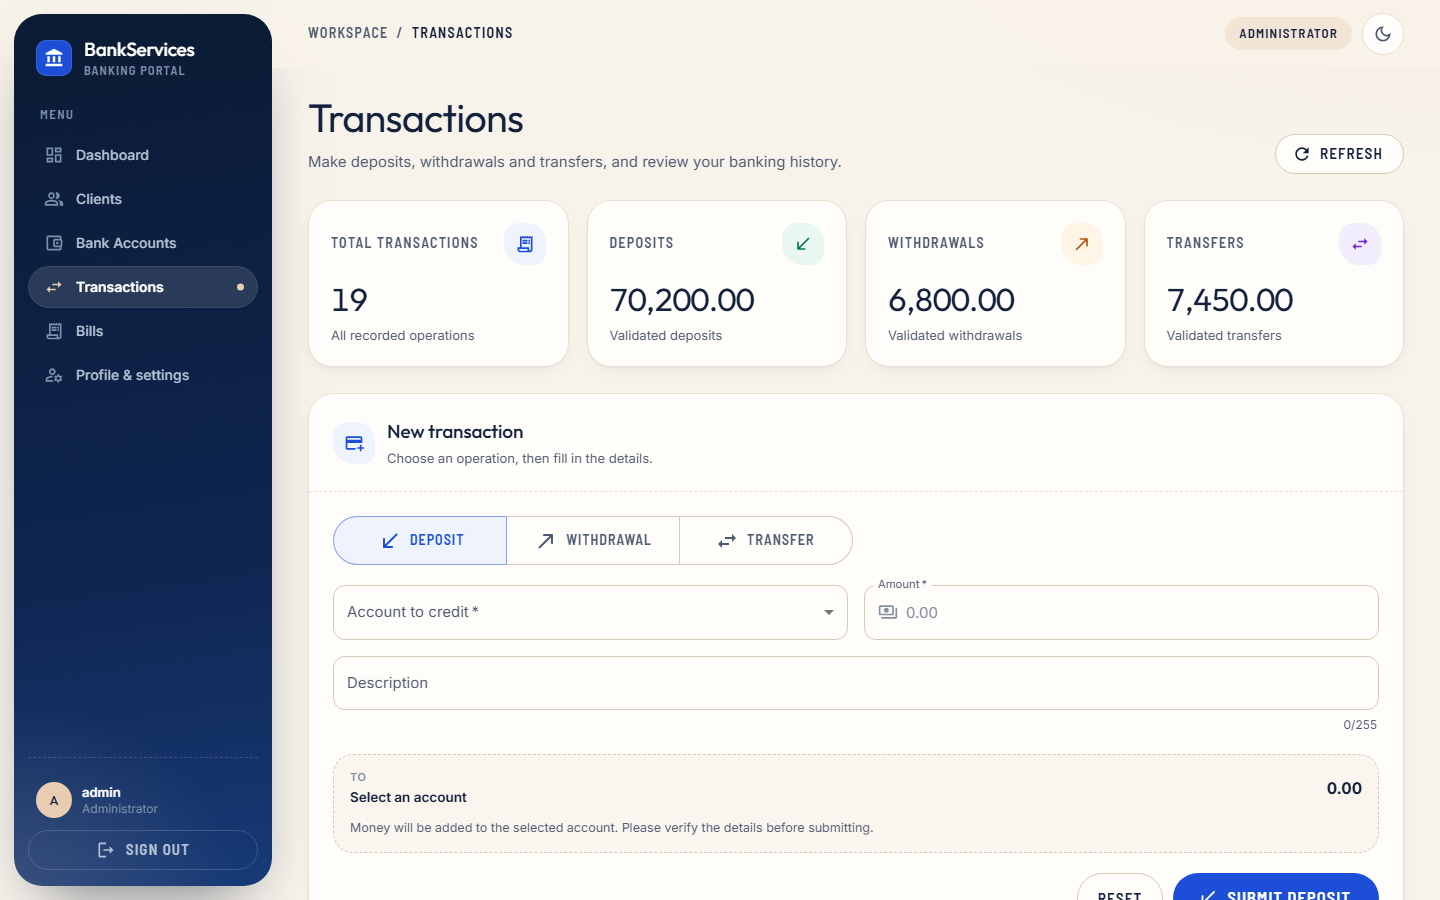 BankServices
BANKING PORTAL
MENU
Dashboard
Clients
Bank Accounts
Transactions
Bills
Profile & settings
A
admin
Administrator
SIGN OUT
WORKSPACE / TRANSACTIONS
ADMINISTRATOR
Transactions
Make deposits, withdrawals and transfers, and review your banking history.
REFRESH
TOTAL TRANSACTIONS
19
All recorded operations
DEPOSITS
70,200.00
Validated deposits
WITHDRAWALS
6,800.00
Validated withdrawals
TRANSFERS
7,450.00
Validated transfers
New transaction
Choose an operation, then fill in the details.
DEPOSIT
WITHDRAWAL
TRANSFER
Account to credit *
Amount *
0.00
Description
0/255
TO
Select an account
0.00
Money will be added to the selected account. Please verify the details before submitting.
RESET
SUBMIT DEPOSIT